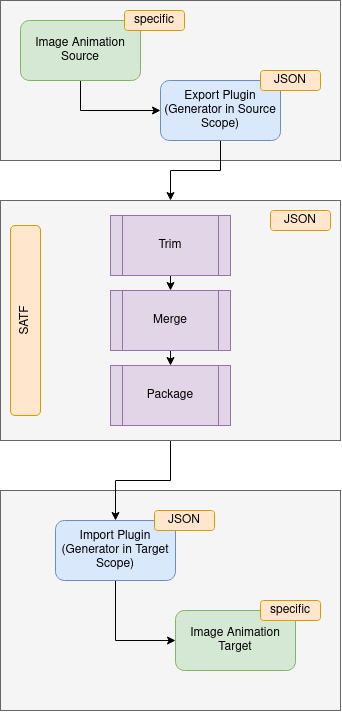 specific
Image Animation
Source
JSON
Export Plugin
(Generator in Source
Scope)
JSON
SATF
Trim
Merge
Package
JSON
Import Plugin
(Generator in Target
Scope)
specific
Image Animation
Target